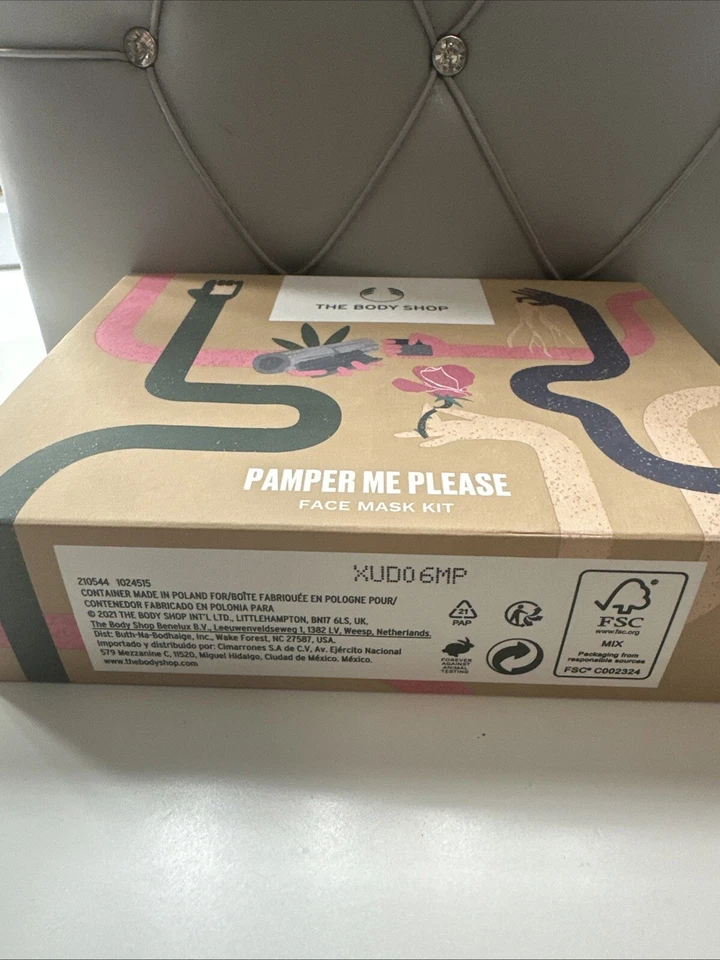 THE BODY SHOP
PAMPER ME PLEASE
FACE MASK KIT
XUD06MP
210544 1024515
CONTAINER MADE IN POLAND FOR/BOÎTE FABRIQUÉE EN POLOGNE POUR/
CONTENEDOR FABRICADO EN POLONIA PARA
© 2021 THE BODY SHOP INT'L LTD., LITTLEHAMPTON, BN17 6LS, UK.
The Body Shop Benelux B.V., Leeuwenveldseweg 1, 1382 LV, Weesp, Netherlands.
Dist: Buth-Na-Bodhaige, Inc., Wake Forest, NC 27587, USA.
Importado y distribuido por: Cimarrones S.A de C.V, Av. Ejército Nacional
579 Mezzanine C, 11520, Miguel Hidalgo, Ciudad de México. México.
www.thebodyshop.com
21
PAP
FOREVER
AGAINST
ANIMAL
TESTING
FSC
www.fsc.org
MIX
Packaging from
responsible sources
FSC® C002324